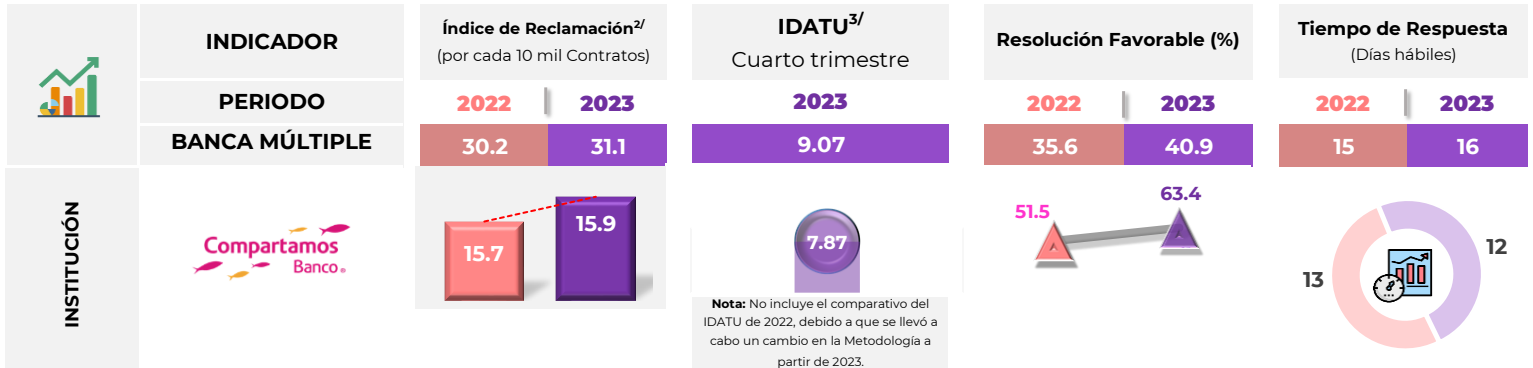 INDICADOR
Índice de Reclamación2/
(por cada 10 mil Contratos)
IDATU3/
Cuarto trimestre
Resolución Favorable (%)
Tiempo de Respuesta
(Días hábiles)
PERIODO
2022
2023
2023
2022
2023
2022
2023
BANCA MÚLTIPLE
30.2
31.1
9.07
35.6
40.9
15
16
INSTITUCIÓN
Compartamos
Banco®
15.7
15.9
7.87
Nota: No incluye el comparativo del
IDATU de 2022, debido a que se llevó a
cabo un cambio en la Metodología a
partir de 2023.
51.5
63.4
13
12